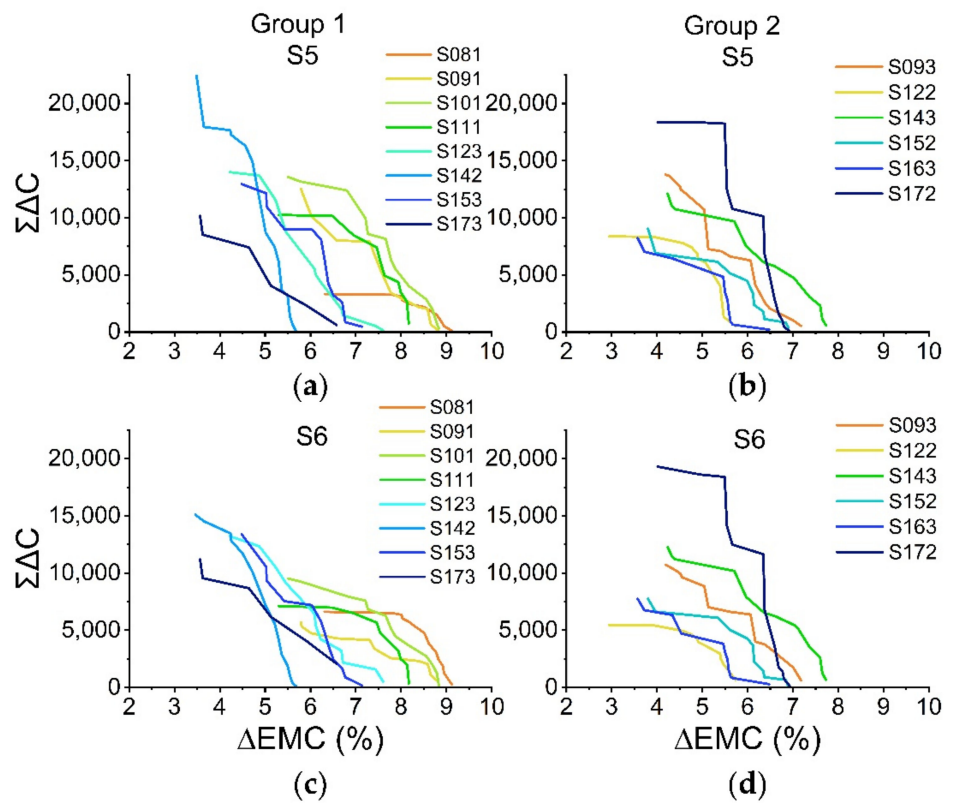 Group 1
S5
S081
S091
S101
S111
S123
S142
S153
S173
ΣΔC
20,000
15,000
10,000
5,000
0
2 3 4 5 6 7 8 9 10
(a)
Group 2
S5
S093
S122
S143
S152
S163
S172
20,000
15,000
10,000
5,000
0
2 3 4 5 6 7 8 9 10
(b)
S6
S081
S091
S101
S111
S123
S142
S153
S173
ΣΔC
20,000
15,000
10,000
5,000
0
2 3 4 5 6 7 8 9 10
ΔEMC (%)
(c)
S6
S093
S122
S143
S152
S163
S172
20,000
15,000
10,000
5,000
0
2 3 4 5 6 7 8 9 10
ΔEMC (%)
(d)